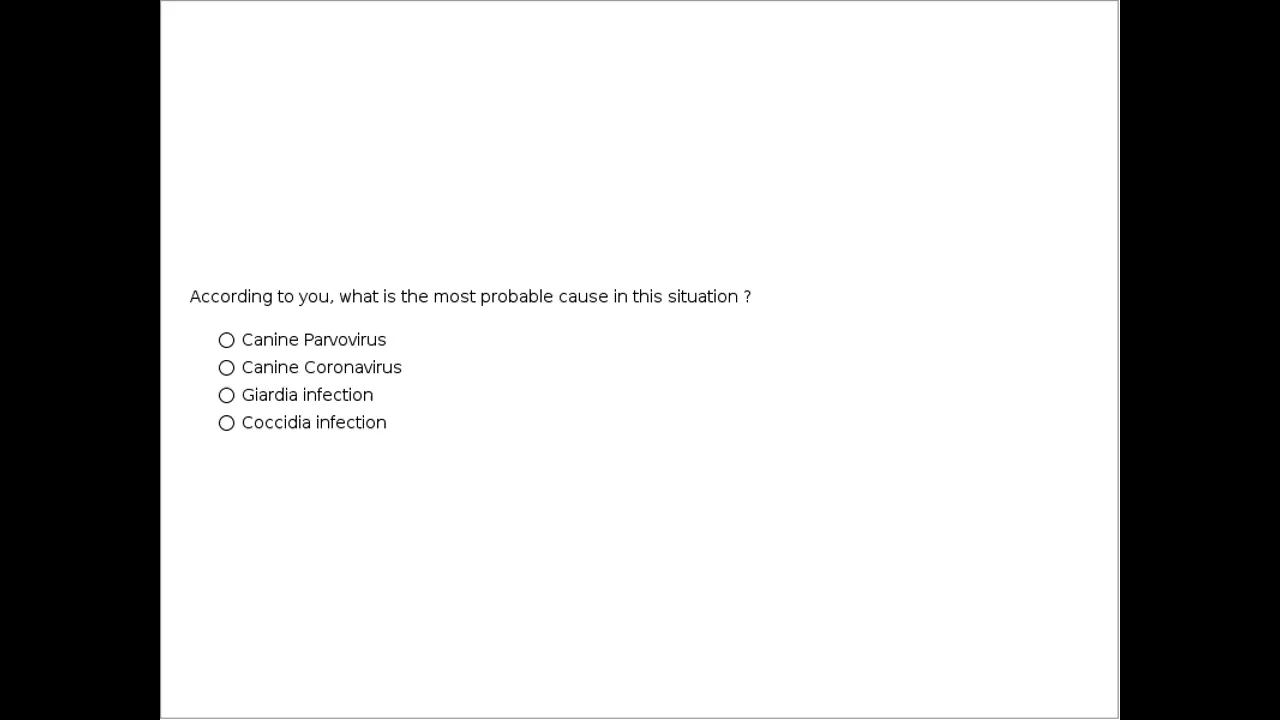 According to you, what is the most probable cause in this situation ?
Canine Parvovirus
Canine Coronavirus
Giardia infection
Coccidia infection